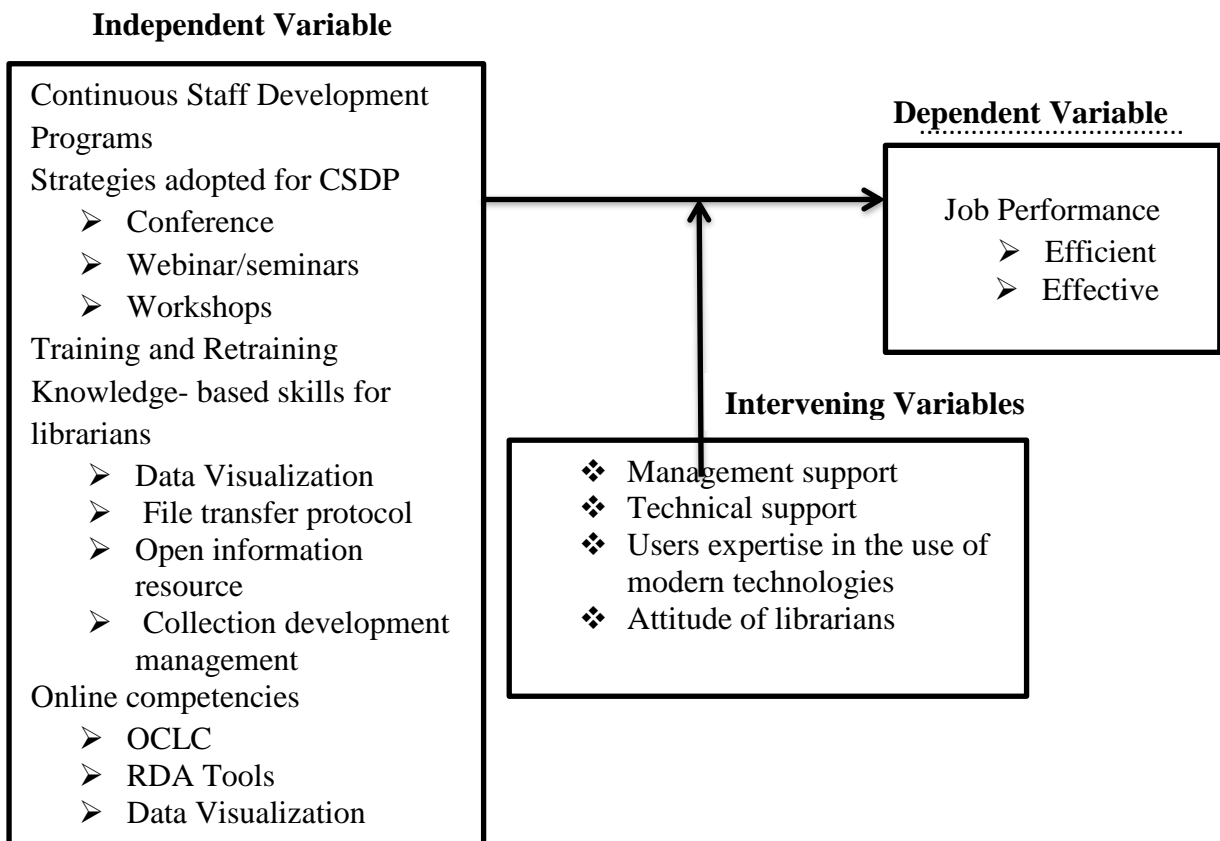 Independent Variable
Continuous Staff Development
Programs
Strategies adopted for CSDP
➢ Conference
➢ Webinar/seminars
➢ Workshops
Training and Retraining
Knowledge- based skills for
librarians
➢ Data Visualization
➢ File transfer protocol
➢ Open information
resource
➢ Collection development
management
Online competencies
➢ OCLC
➢ RDA Tools
➢ Data Visualization
Dependent Variable
Job Performance
➢ Efficient
➢ Effective
Intervening Variables
❖ Management support
❖ Technical support
❖ Users expertise in the use of
modern technologies
❖ Attitude of librarians